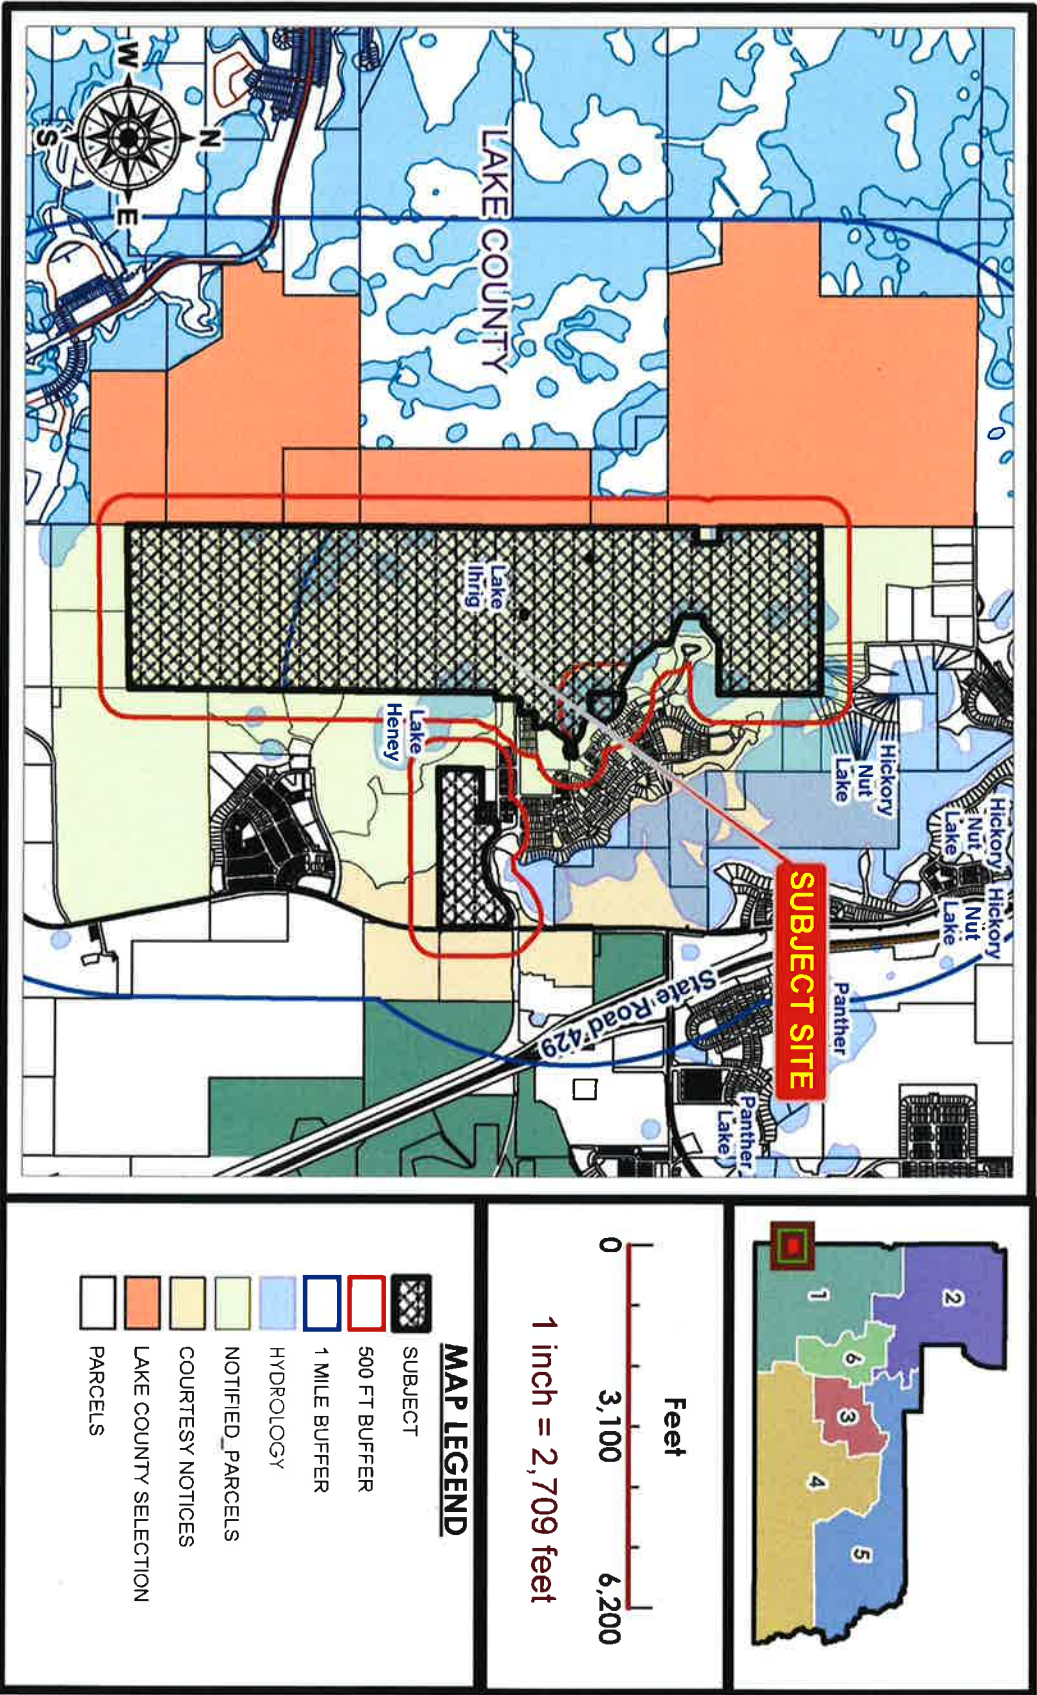 LAKE COUNTY
N
W
E
S
Lake
Ihrig
Lake
Heney
Hickory
Nut
Lake
Hickory
Nut
Lake
Hickory
Nut
Lake
Panther
Panther
Lake
State Road 429
SUBJECT SITE
1
2
3
4
5
6
Feet
0
3,100
6,200
1 inch = 2,709 feet
MAP LEGEND
SUBJECT
500 FT BUFFER
1 MILE BUFFER
HYDROLOGY
NOTIFIED_PARCELS
COURTESY NOTICES
LAKE COUNTY SELECTION
PARCELS